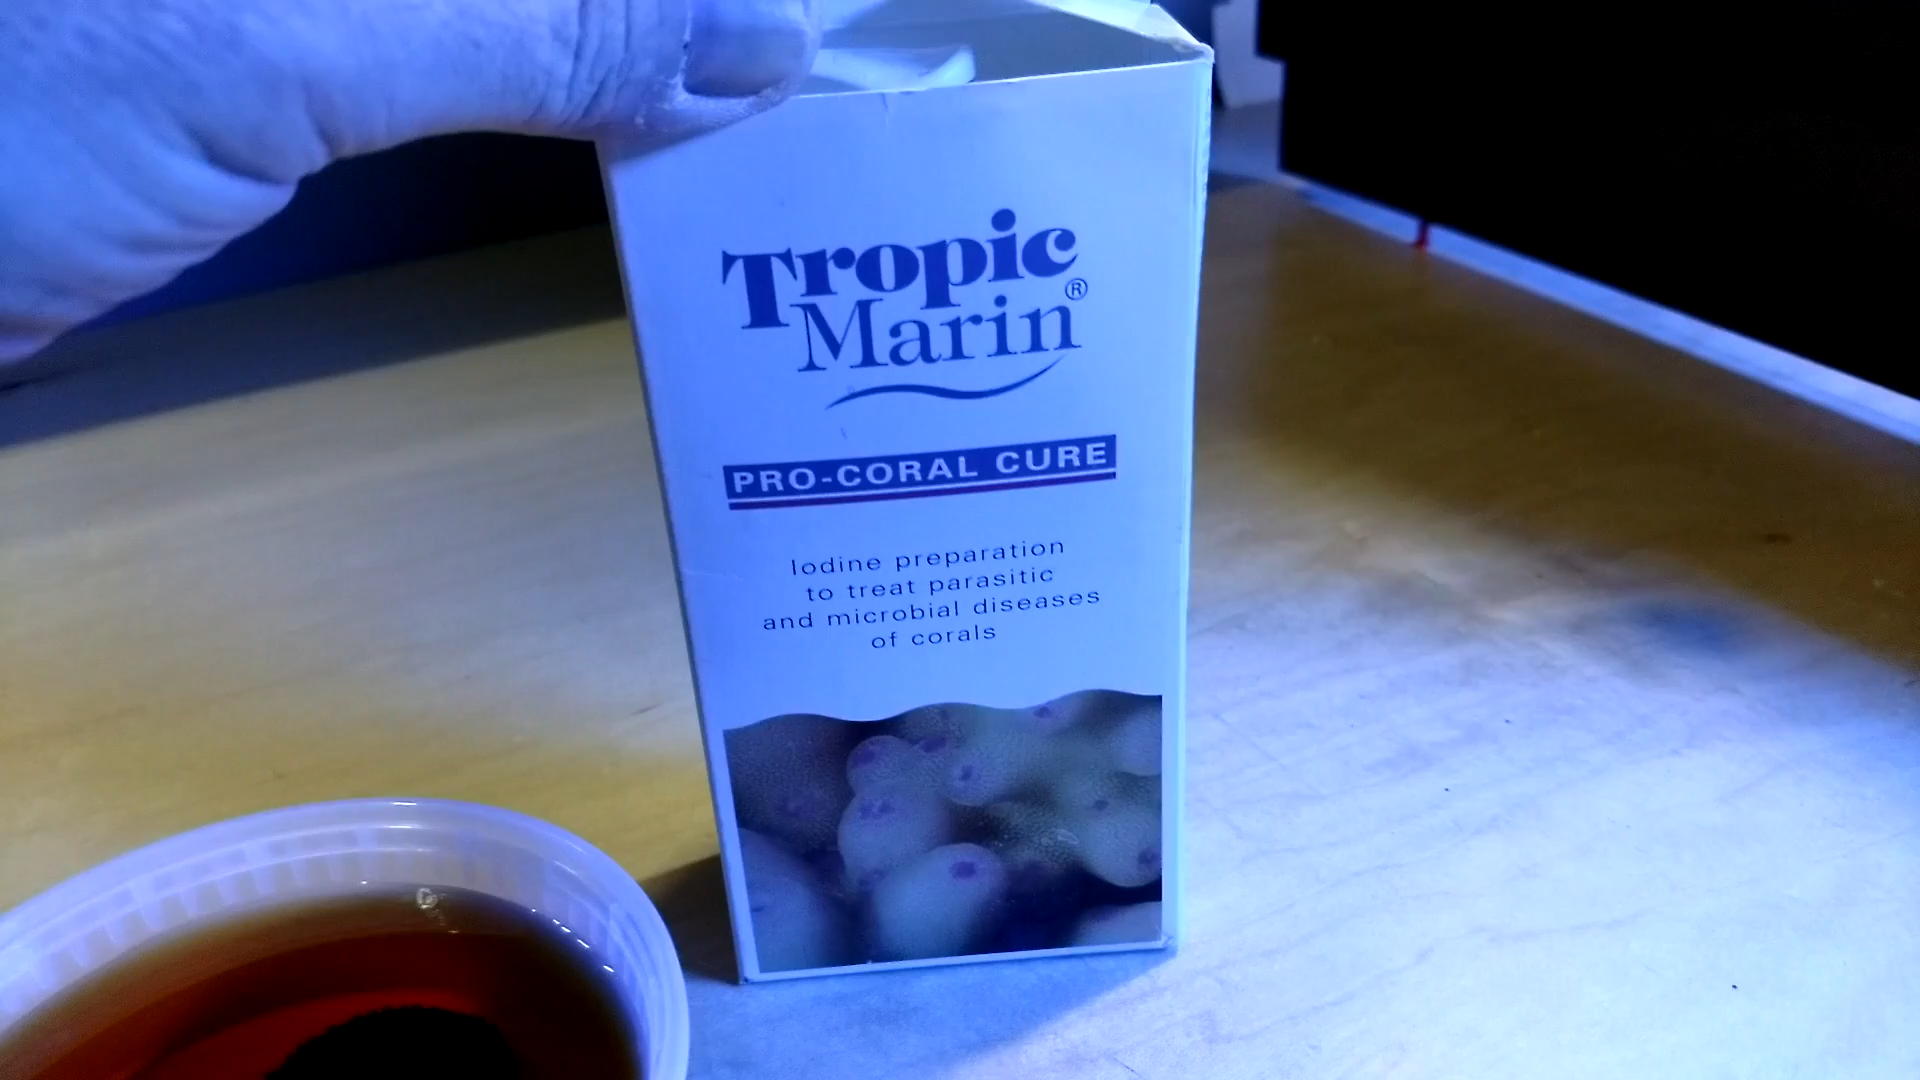 Tropic
Marin®
PRO-CORAL CURE
Iodine preparation
to treat parasitic
and microbial diseases
of corals